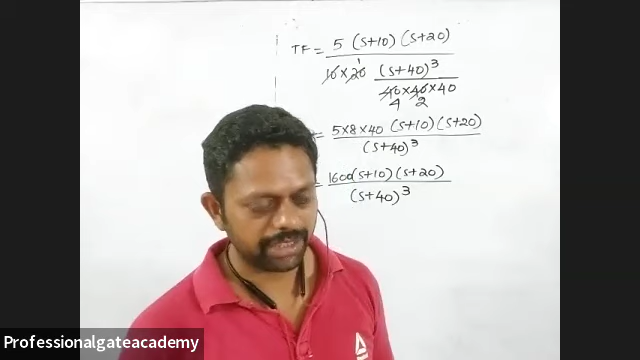 TF = 5 (s+10) (s+20)
10 × 20 1 (s+40)³
40 × 40 × 40
4 2
= 5 × 8 × 40 (s+10) (s+20)
(s+40)³
= 1600 (s+10) (s+20)
(s+40)³
Professionalgateacademy